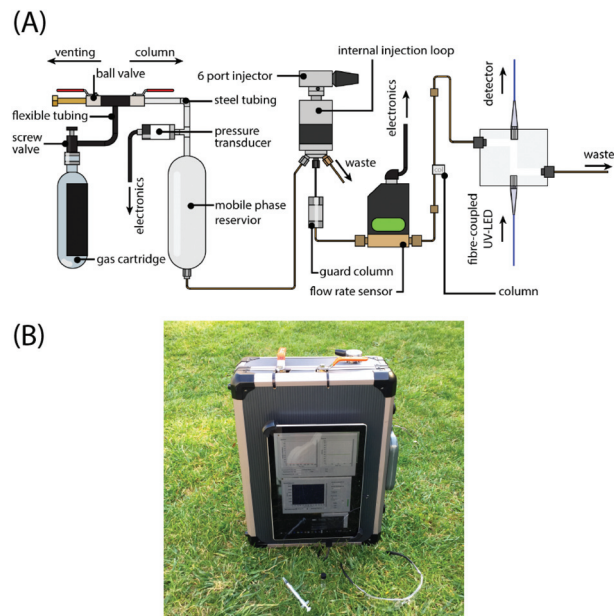 (A)
venting
column
ball valve
flexible tubing
screw
valve
electronics
gas cartridge
steel tubing
pressure
transducer
mobile phase
reservior
6 port injector
internal injection loop
waste
guard column
flow rate sensor
electronics
column
detector
fibre-coupled
UV-LED
waste
(B)